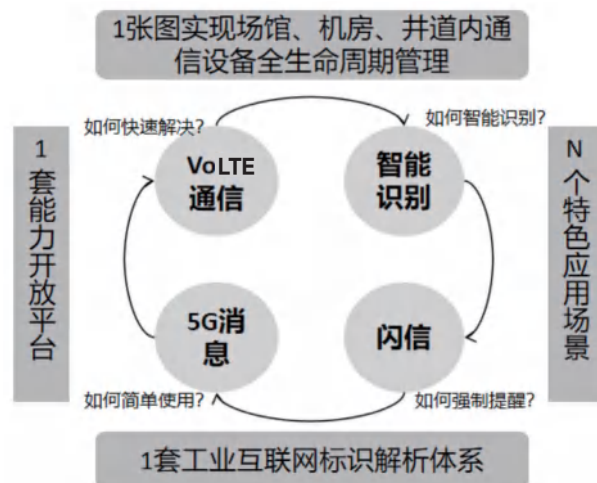 1张图实现场馆、机房、井道内通
信设备全生命周期管理
如何快速解决?
如何智能识别?
1套能力开放平台
VoLTE
通信
智能
识别
N个特色应用场景
5G消
息
闪信
如何简单使用?
如何强制提醒?
1套工业互联网标识解析体系